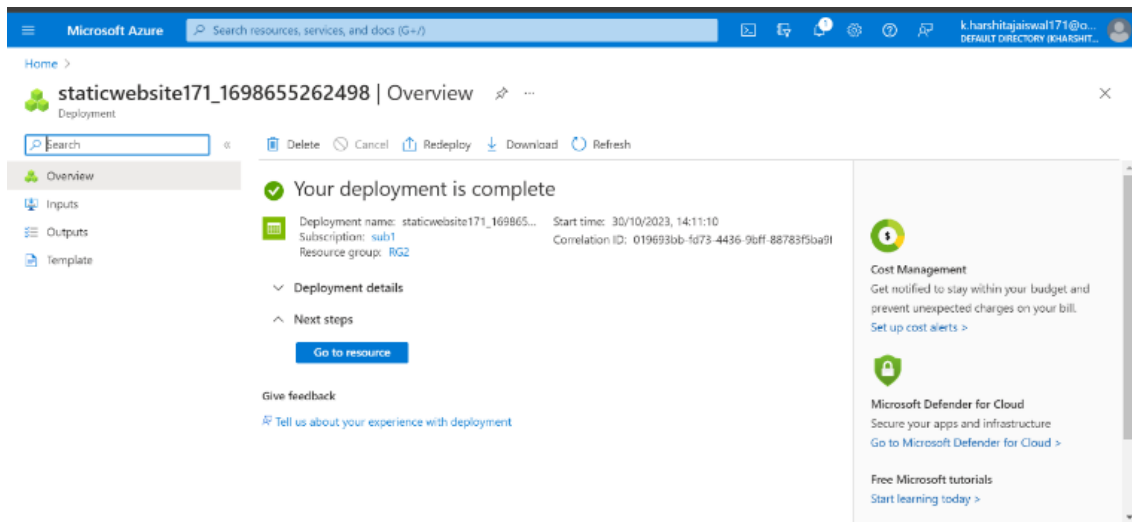 Microsoft Azure
Search resources, services, and docs (G+/)
1
k.harshitajaiswal171@o...
DEFAULT DIRECTORY (KHARSHIT...
Home >
staticwebsite171_1698655262498 | Overview
Deployment
Search
«
Delete
Cancel
Redeploy
Download
Refresh
Overview
Inputs
Outputs
Template
Your deployment is complete
Deployment name: staticwebsite171_169865...
Subscription: sub1
Resource group: RG2
Start time: 30/10/2023, 14:11:10
Correlation ID: 019693bb-fd73-4436-9bff-88783f5ba9f
Deployment details
Next steps
Go to resource
Give feedback
Tell us about your experience with deployment
$
Cost Management
Get notified to stay within your budget and
prevent unexpected charges on your bill.
Set up cost alerts >
Microsoft Defender for Cloud
Secure your apps and infrastructure
Go to Microsoft Defender for Cloud >
Free Microsoft tutorials
Start learning today >